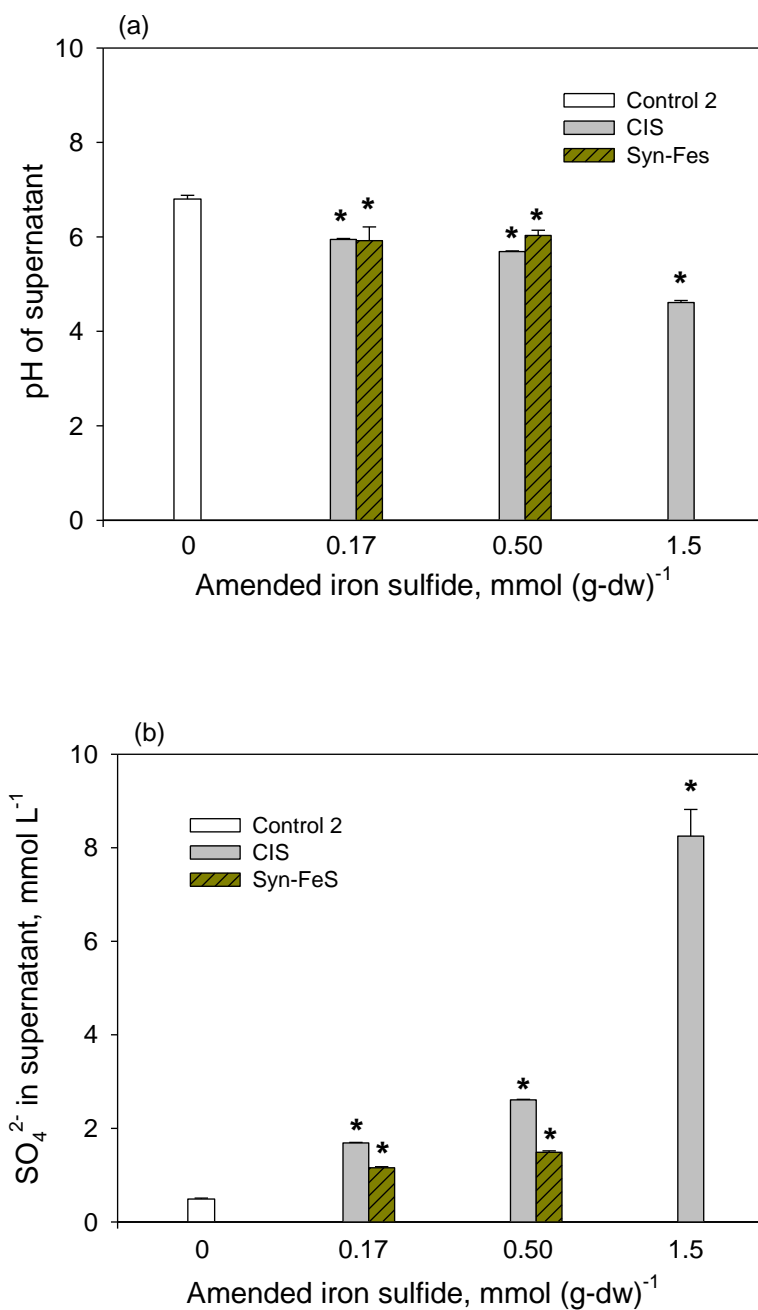 (a)
10
8
6
4
2
0
pH of supernatant
Control 2
CIS
Syn-Fes
* * * * *
0 0.17 0.50 1.5
Amended iron sulfide, mmol (g-dw)⁻¹
(b)
10
8
6
4
2
0
SO₄²⁻ in supernatant, mmol L⁻¹
Control 2
CIS
Syn-FeS
* * * * *
0 0.17 0.50 1.5
Amended iron sulfide, mmol (g-dw)⁻¹